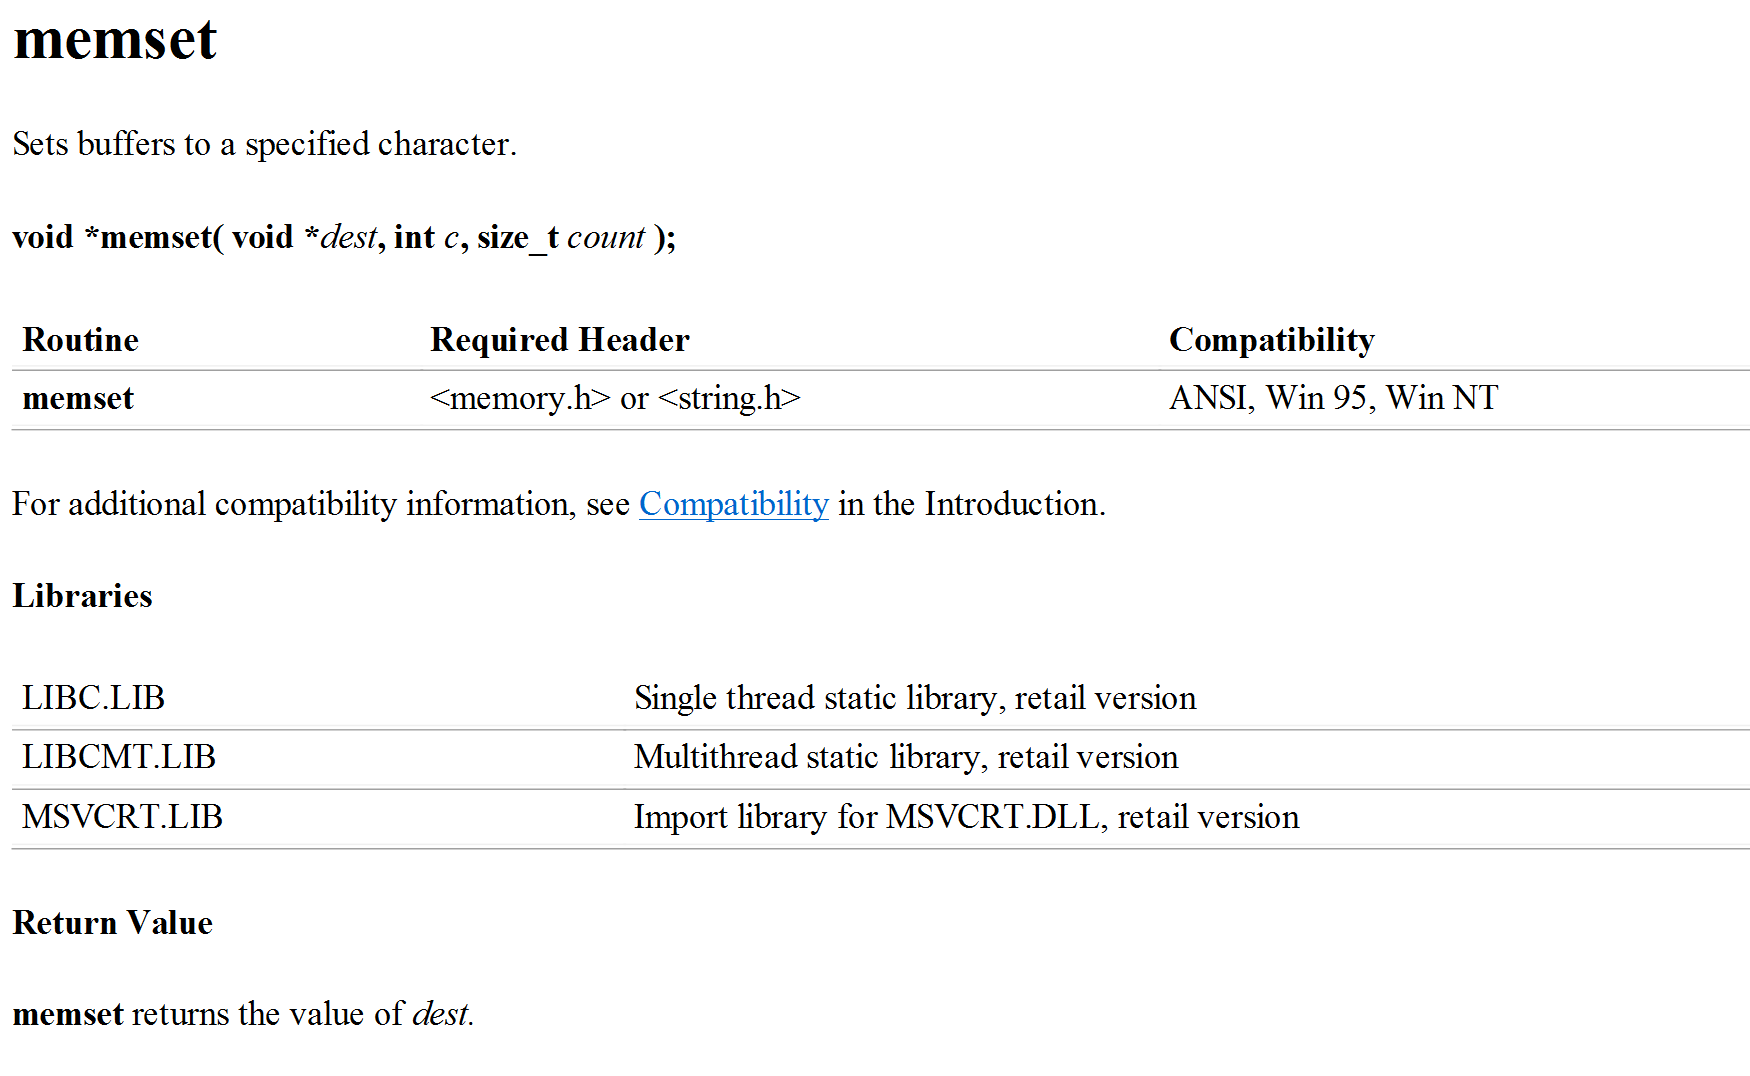 memset
Sets buffers to a specified character.
void *memset( void *dest, int c, size_t count );
Routine Required Header Compatibility
memset <memory.h> or <string.h> ANSI, Win 95, Win NT
For additional compatibility information, see Compatibility in the Introduction.
Libraries
LIBC.LIB Single thread static library, retail version
LIBCMT.LIB Multithread static library, retail version
MSVCRT.LIB Import library for MSVCRT.DLL, retail version
Return Value
memset returns the value of dest.